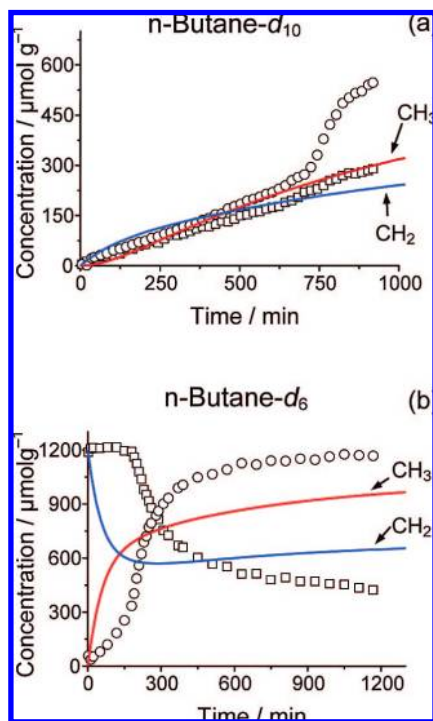 n-Butane-d10 (a)
Concentration / μmol g⁻¹
600
450
300
150
0
CH3
CH2
0 250 500 750 1000
Time / min
n-Butane-d6 (b)
Concentration / μmolg⁻¹
1200
900
600
300
0
CH3
CH2
0 300 600 900 1200
Time / min